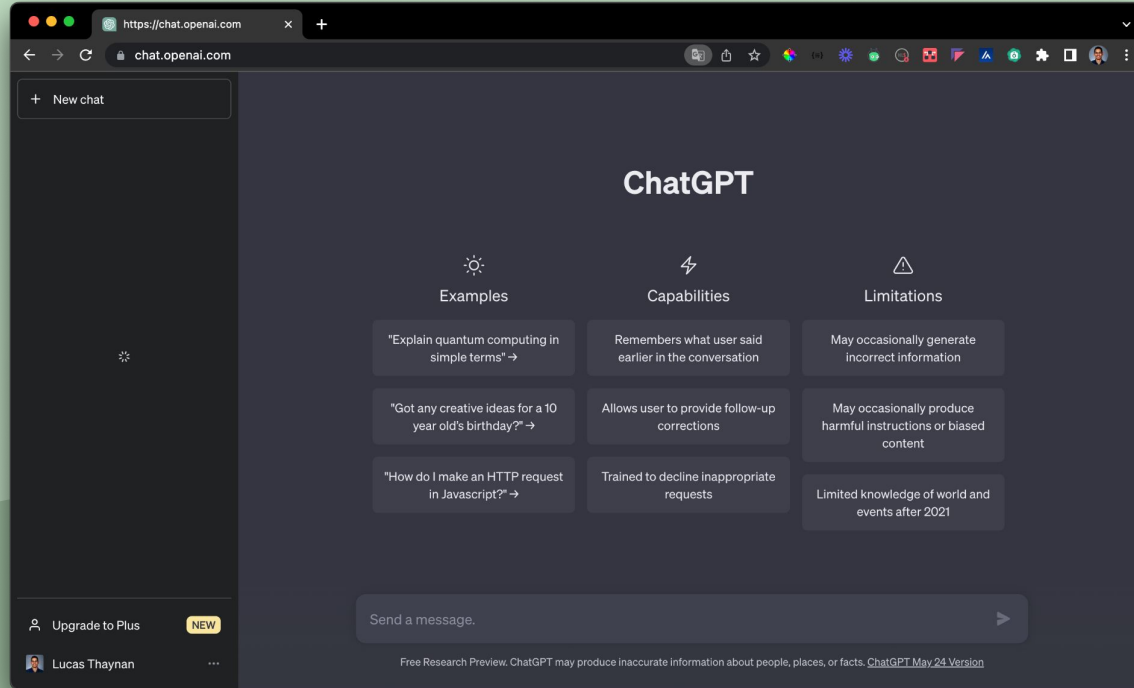 https://chat.openai.com
chat.openai.com
New chat
ChatGPT
Examples
"Explain quantum computing in
simple terms" →
"Got any creative ideas for a 10
year old's birthday?" →
"How do I make an HTTP request
in Javascript?" →
Capabilities
Remembers what user said
earlier in the conversation
Allows user to provide follow-up
corrections
Trained to decline inappropriate
requests
Limitations
May occasionally generate
incorrect information
May occasionally produce
harmful instructions or biased
content
Limited knowledge of world and
events after 2021
Upgrade to Plus
NEW
Lucas Thaynan
Send a message.
Free Research Preview. ChatGPT may produce inaccurate information about people, places, or facts. ChatGPT May 24 Version